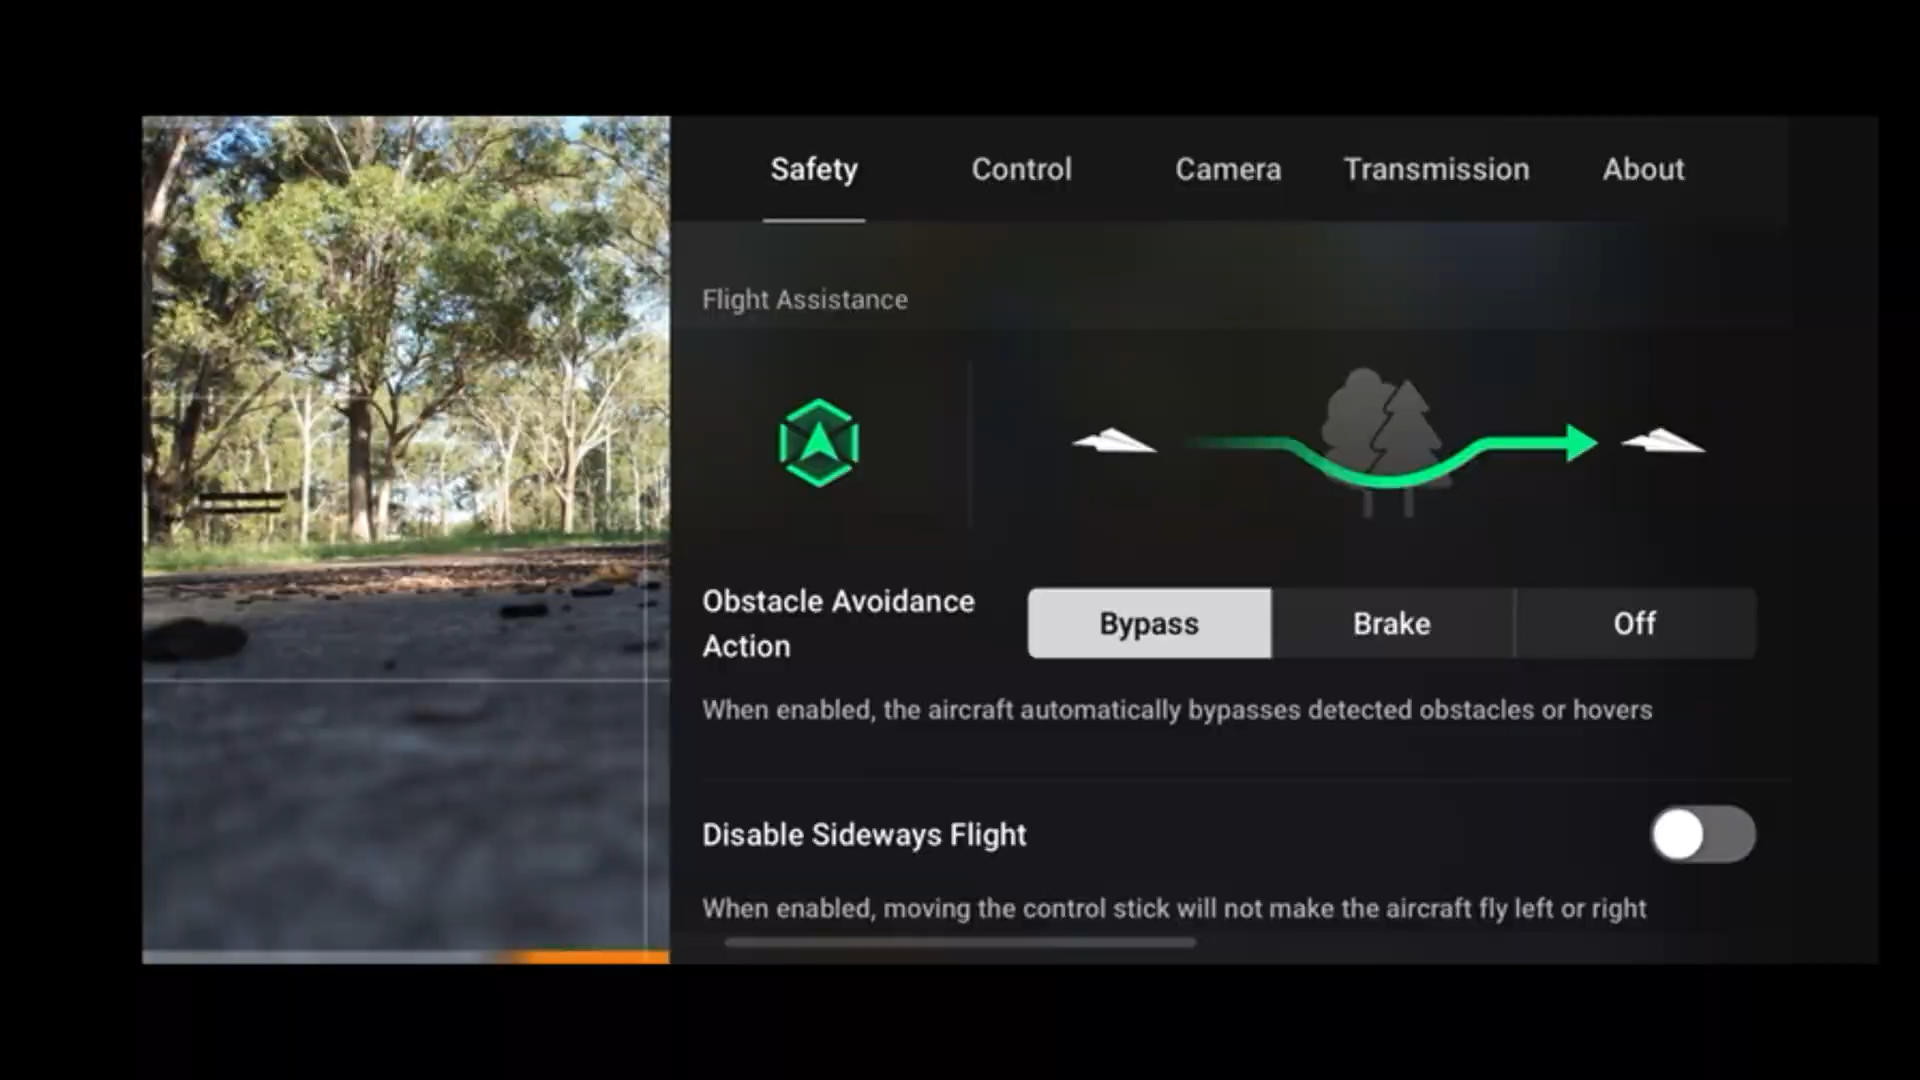 Safety Control Camera Transmission About
Flight Assistance
Obstacle Avoidance
Action
Bypass Brake Off
When enabled, the aircraft automatically bypasses detected obstacles or hovers
Disable Sideways Flight
When enabled, moving the control stick will not make the aircraft fly left or right